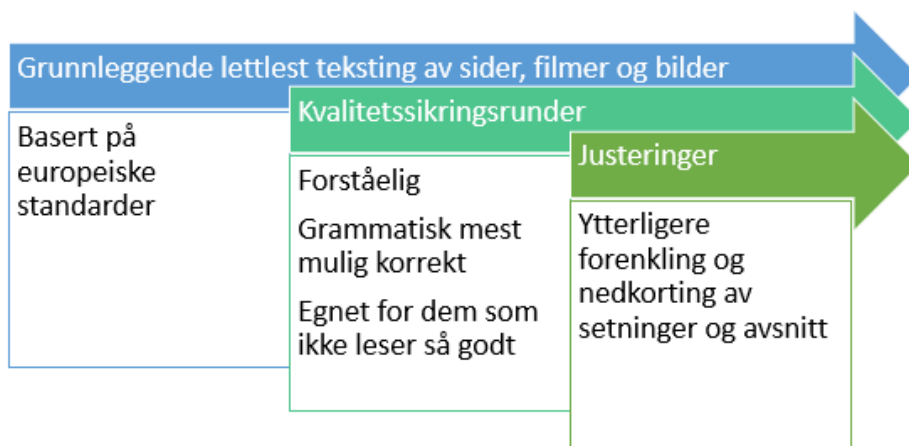 Grunnleggende lettlest teksting av sider, filmer og bilder
Basert på
europeiske
standarder
Kvalitetssikringsrunder
Forståelig
Grammatisk mest
mulig korrekt
Egnet for dem som
ikke leser så godt
Justeringer
Ytterligere
forenkling og
nedkorting av
setninger og avsnitt